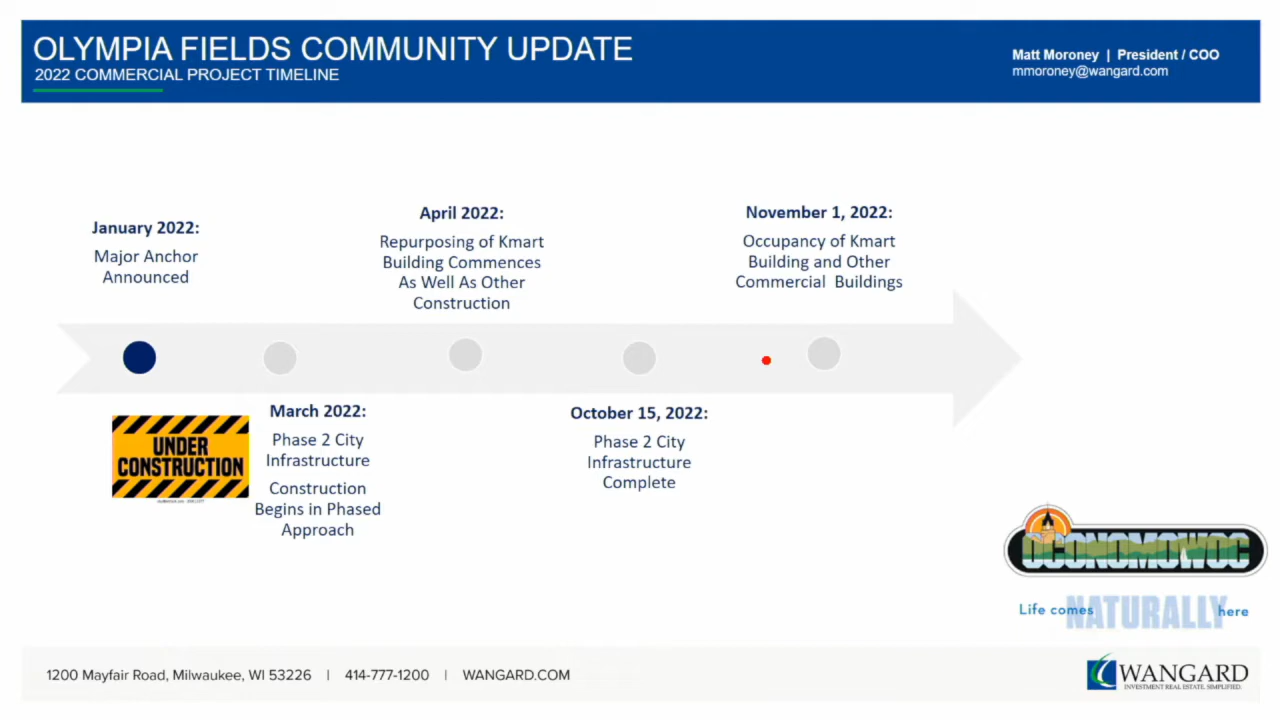 OLYMPIA FIELDS COMMUNITY UPDATE
2022 COMMERCIAL PROJECT TIMELINE
Matt Moroney | President / COO
mmoroney@wangard.com
January 2022:
Major Anchor
Announced
April 2022:
Repurposing of Kmart
Building Commences
As Well As Other
Construction
November 1, 2022:
Occupancy of Kmart
Building and Other
Commercial Buildings
UNDER
CONSTRUCTION
March 2022:
Phase 2 City
Infrastructure
Construction
Begins in Phased
Approach
October 15, 2022:
Phase 2 City
Infrastructure
Complete
OCONOMOWOC
Life comes NATURALLY here
1200 Mayfair Road, Milwaukee, WI 53226 | 414-777-1200 | WANGARD.COM
WANGARD
INVESTMENT REAL ESTATE. SIMPLIFIED.